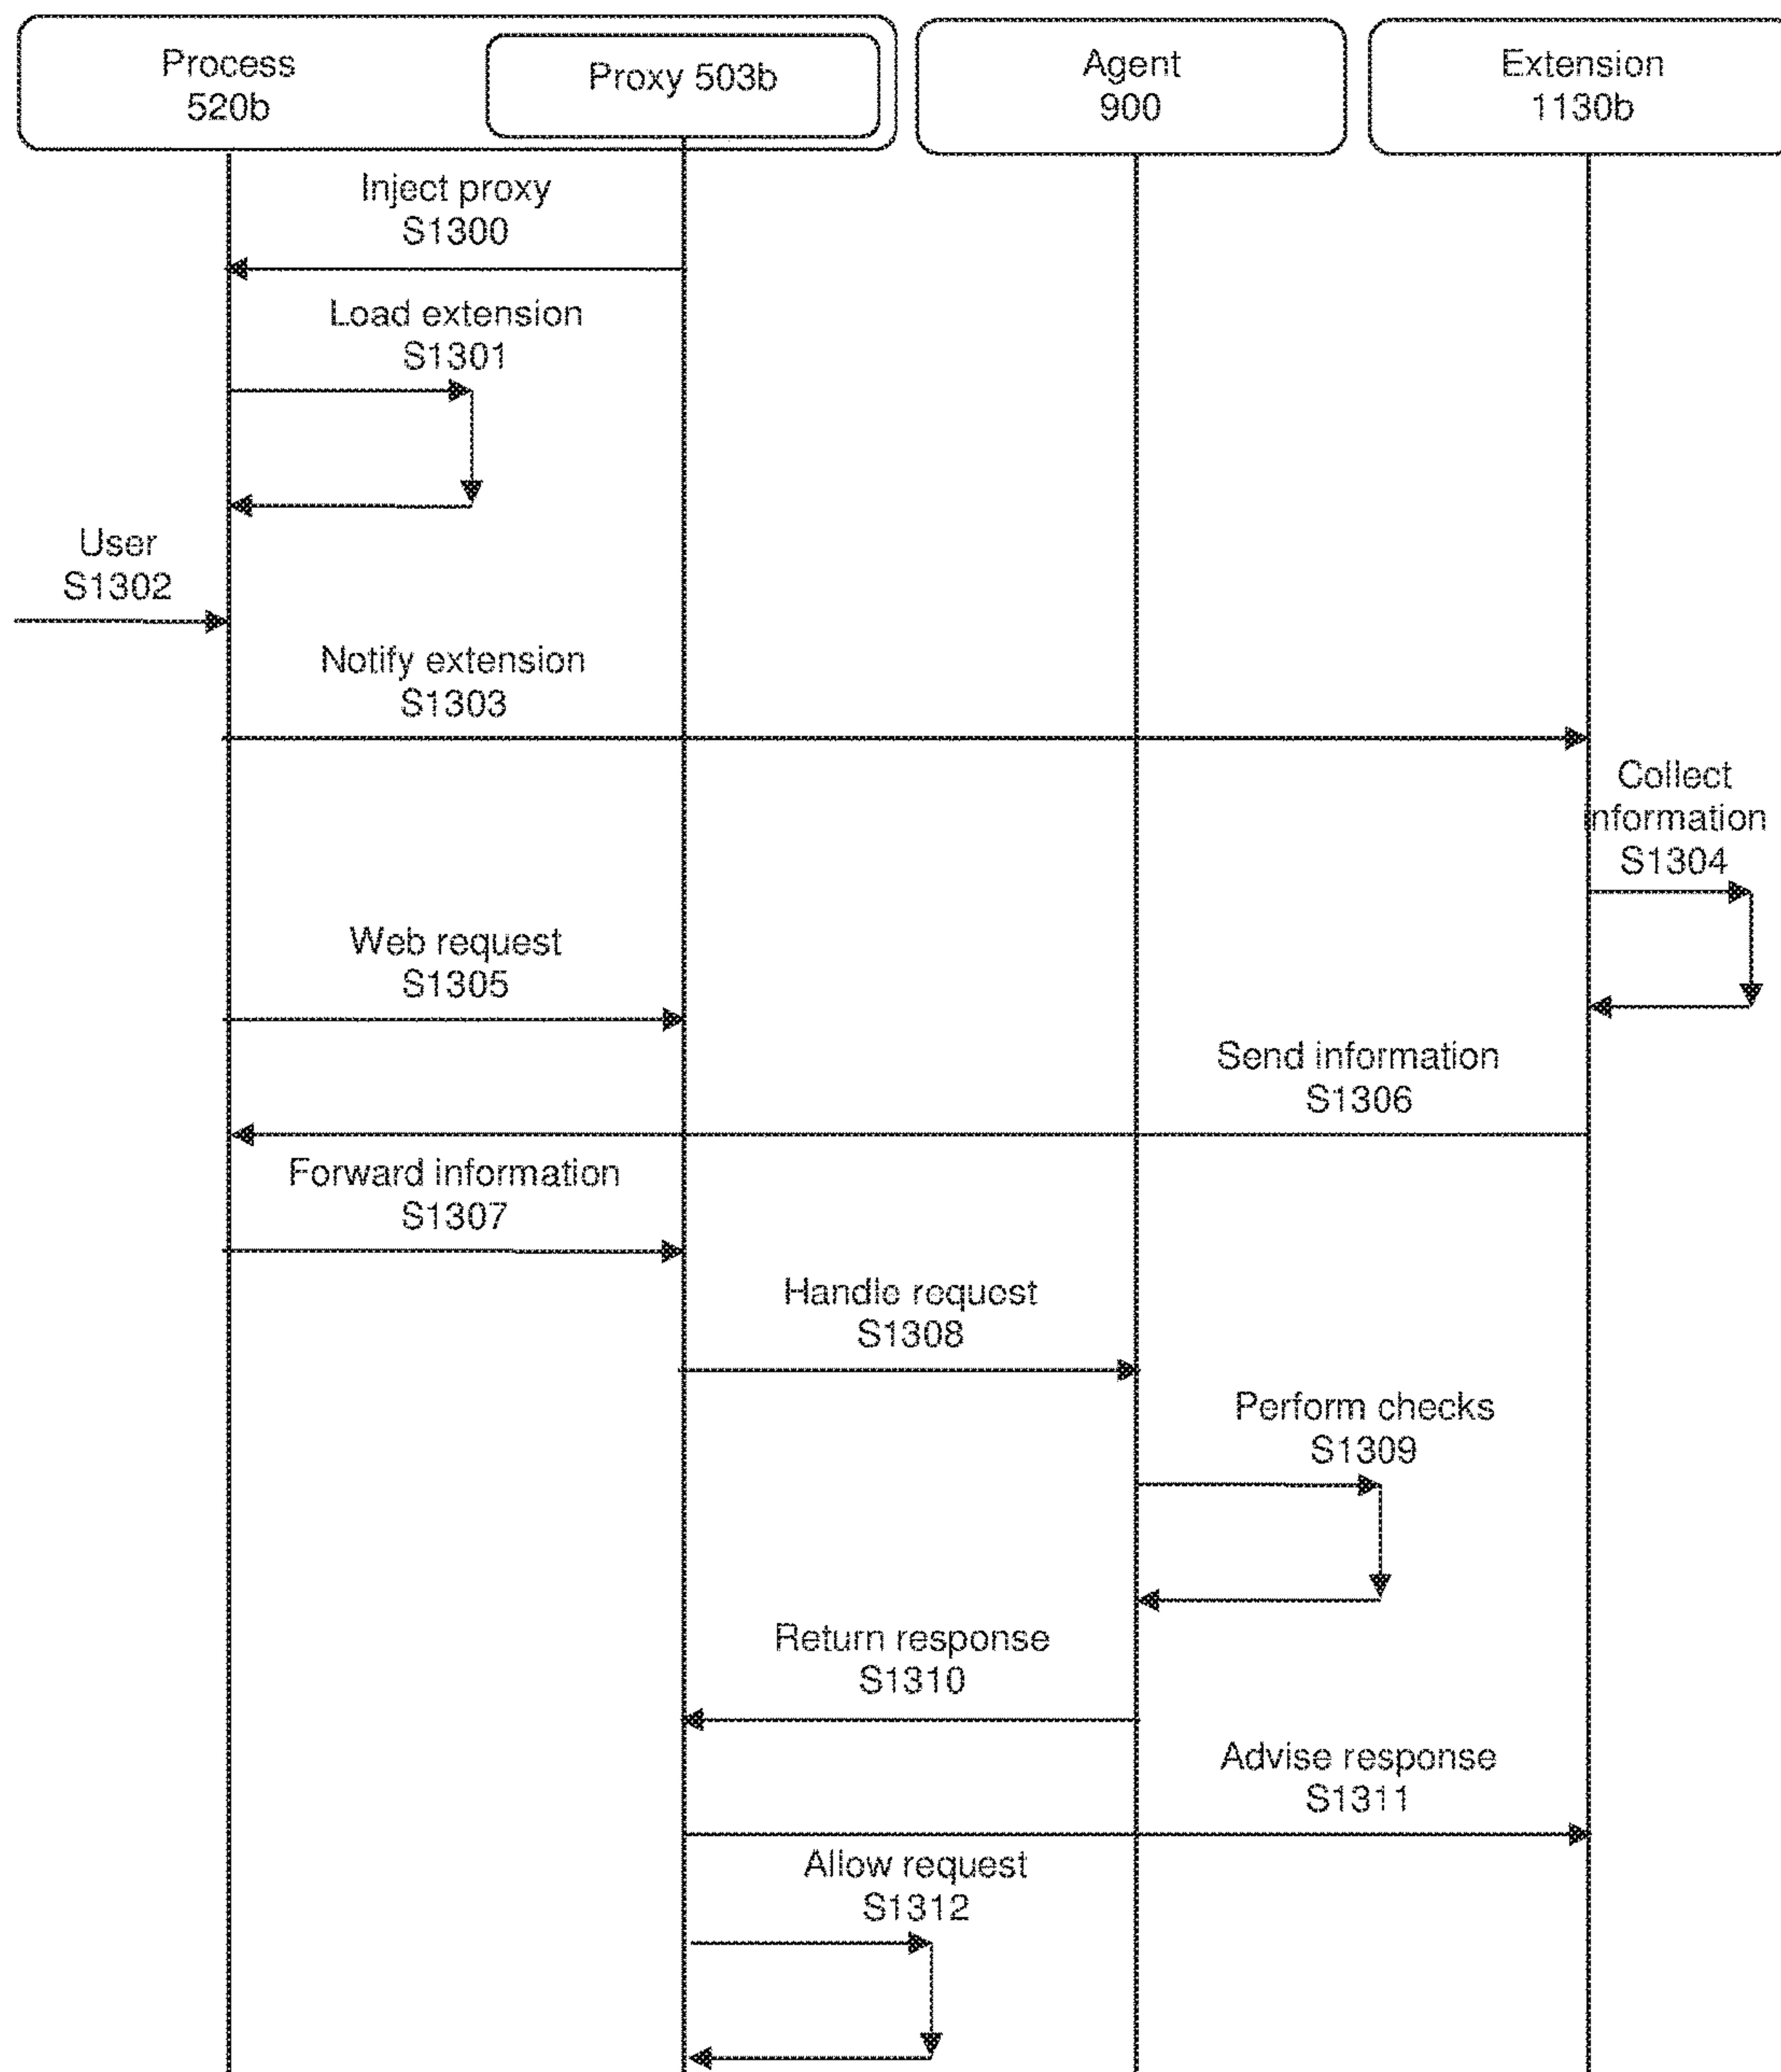 Process
520b
Proxy 503b
Agent
900
Extension
1130b
Inject proxy
S1300
Load extension
S1301
User
S1302
Notify extension
S1303
Collect
information
S1304
Web request
S1305
Send information
S1306
Forward information
S1307
Handle request
S1308
Perform checks
S1309
Return response
S1310
Advise response
S1311
Allow request
S1312